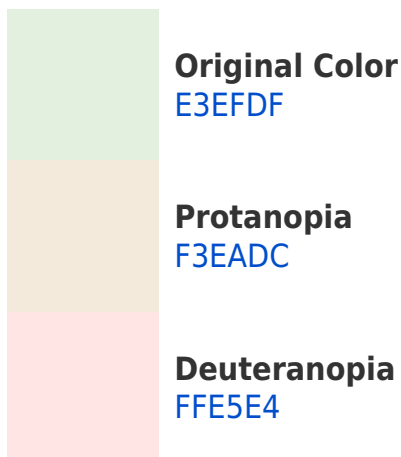 Original Color
E3EFDF
Protanopia
F3EADC
Deuteranopia
FFE5E4